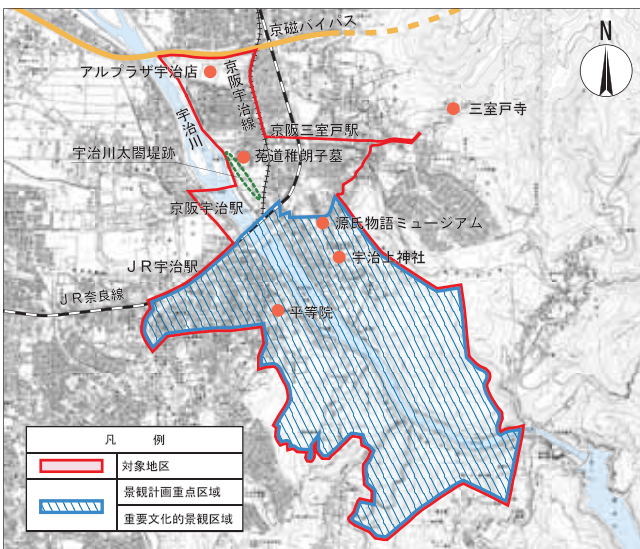 京磁バイパス
N
アルプラザ宇治店
京阪宇治線
三室戸寺
宇治川
京阪三室戸駅
宇治川太閤堤跡
莵道稚朗子墓
京阪宇治駅
源氏物語ミュージアム
JR宇治駅
宇治上神社
JR奈良線
平等院
凡 例
対象地区
景観計画重点区域
重要文化的景観区域